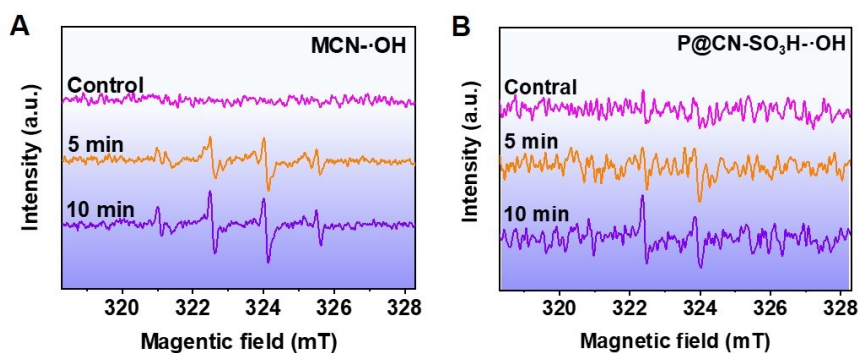 A
MCN-·OH
Control
5 min
10 min
Intensity (a.u.)
320 322 324 326 328
Magentic field (mT)
B
P@CN-SO₃H-·OH
Contral
5 min
10 min
Intensity (a.u.)
320 322 324 326 328
Magnetic field (mT)